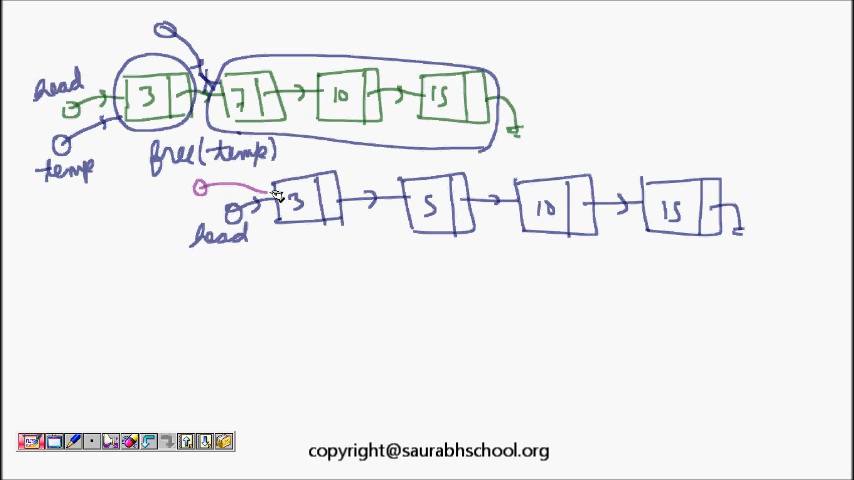 head
3 7 10 15
temp
free(temp)
3 5 10 15
head
copyright@saurabhschool.org